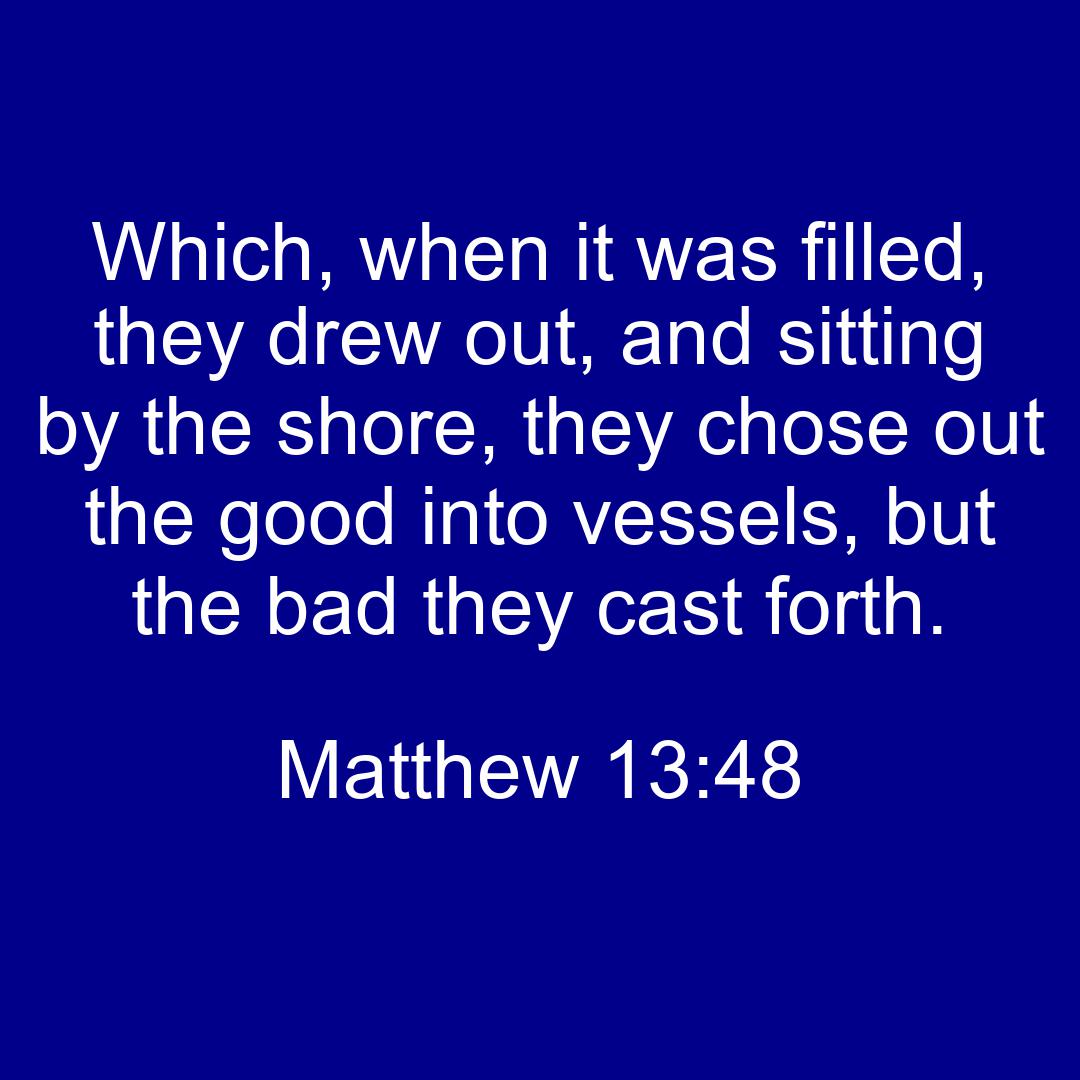 Which, when it was filled,
they drew out, and sitting
by the shore, they chose out
the good into vessels, but
the bad they cast forth.
Matthew 13:48